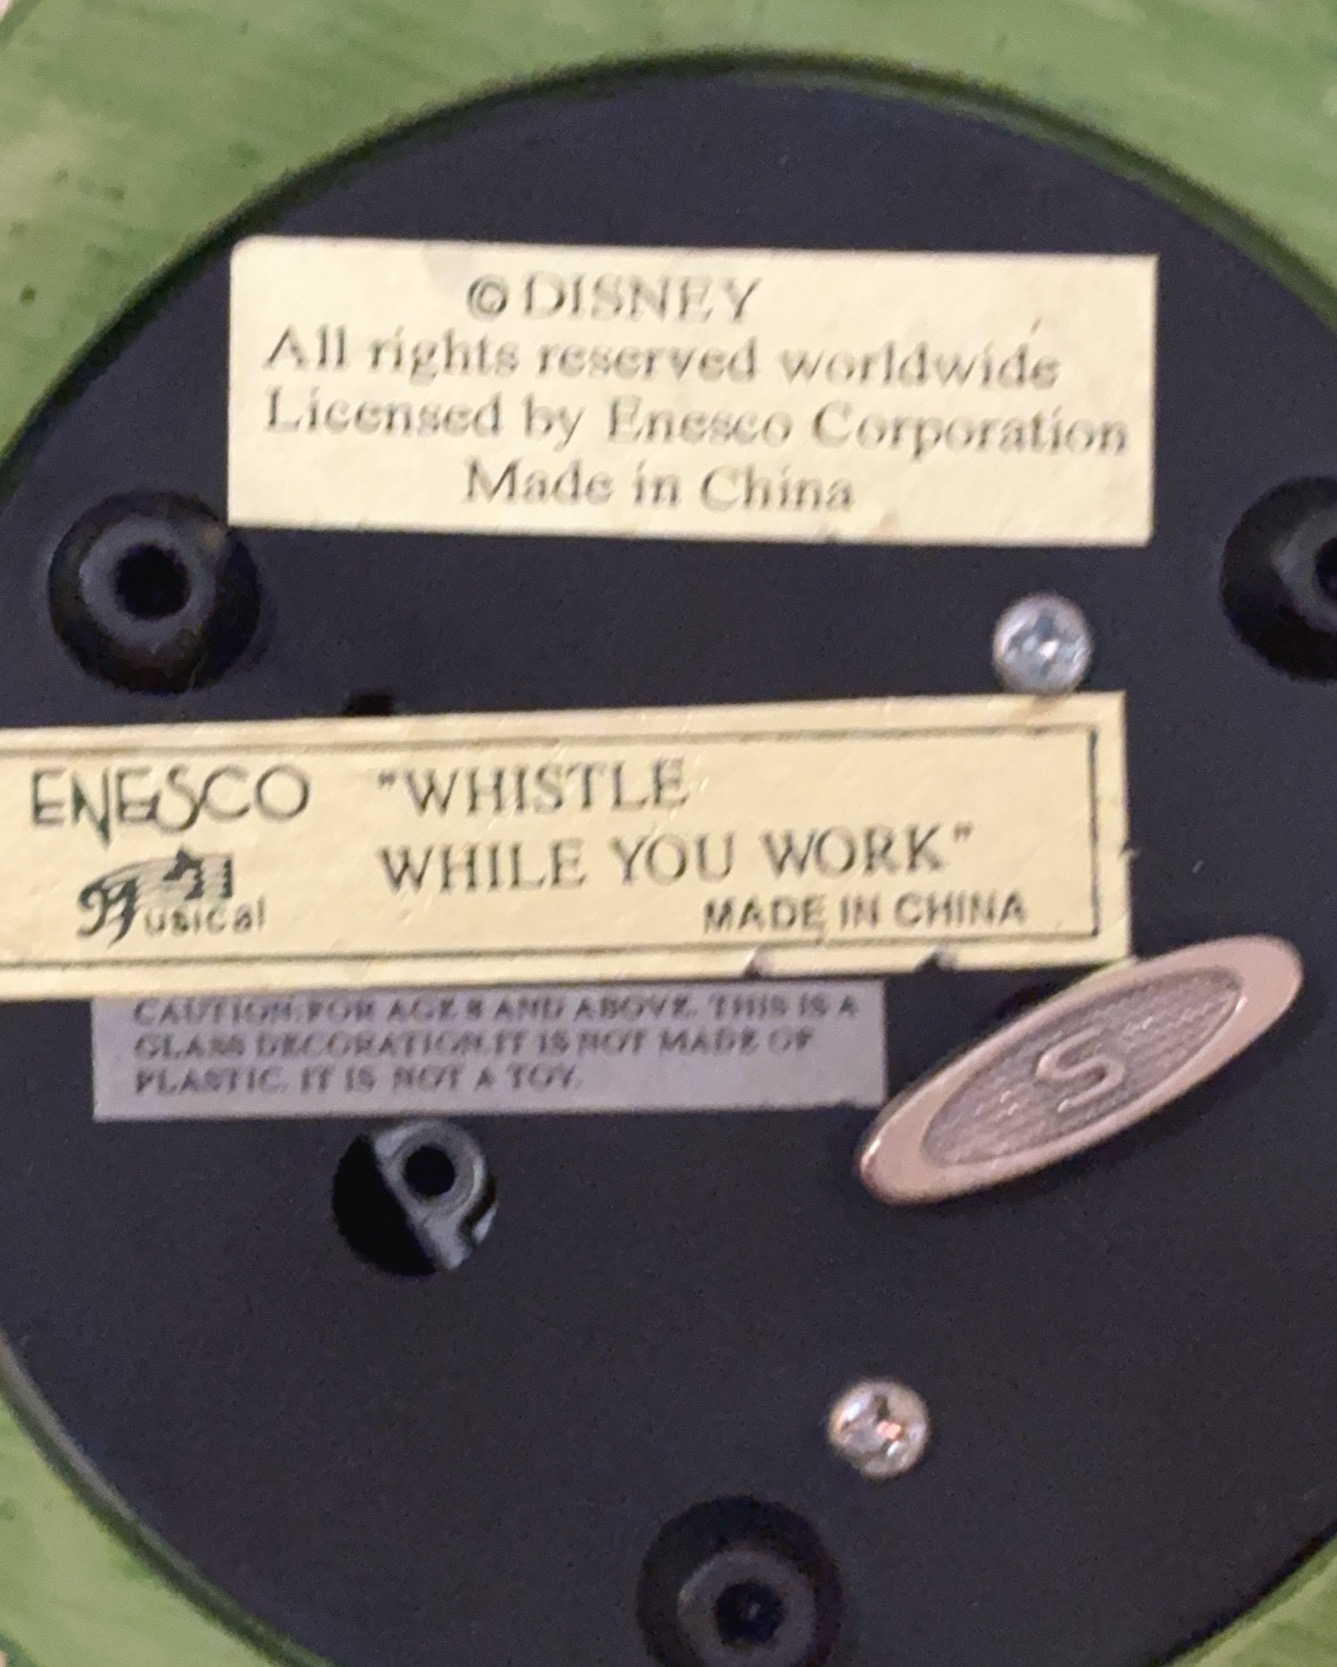 ©DISNEY
All rights reserved worldwide
Licensed by Enesco Corporation
Made in China
ENESCO
Musical
"WHISTLE
WHILE YOU WORK"
MADE IN CHINA
CAUTION:FOR AGE 8 AND ABOVE. THIS IS A
GLASS DECORATION.IT IS NOT MADE OF
PLASTIC. IT IS NOT A TOY.
S